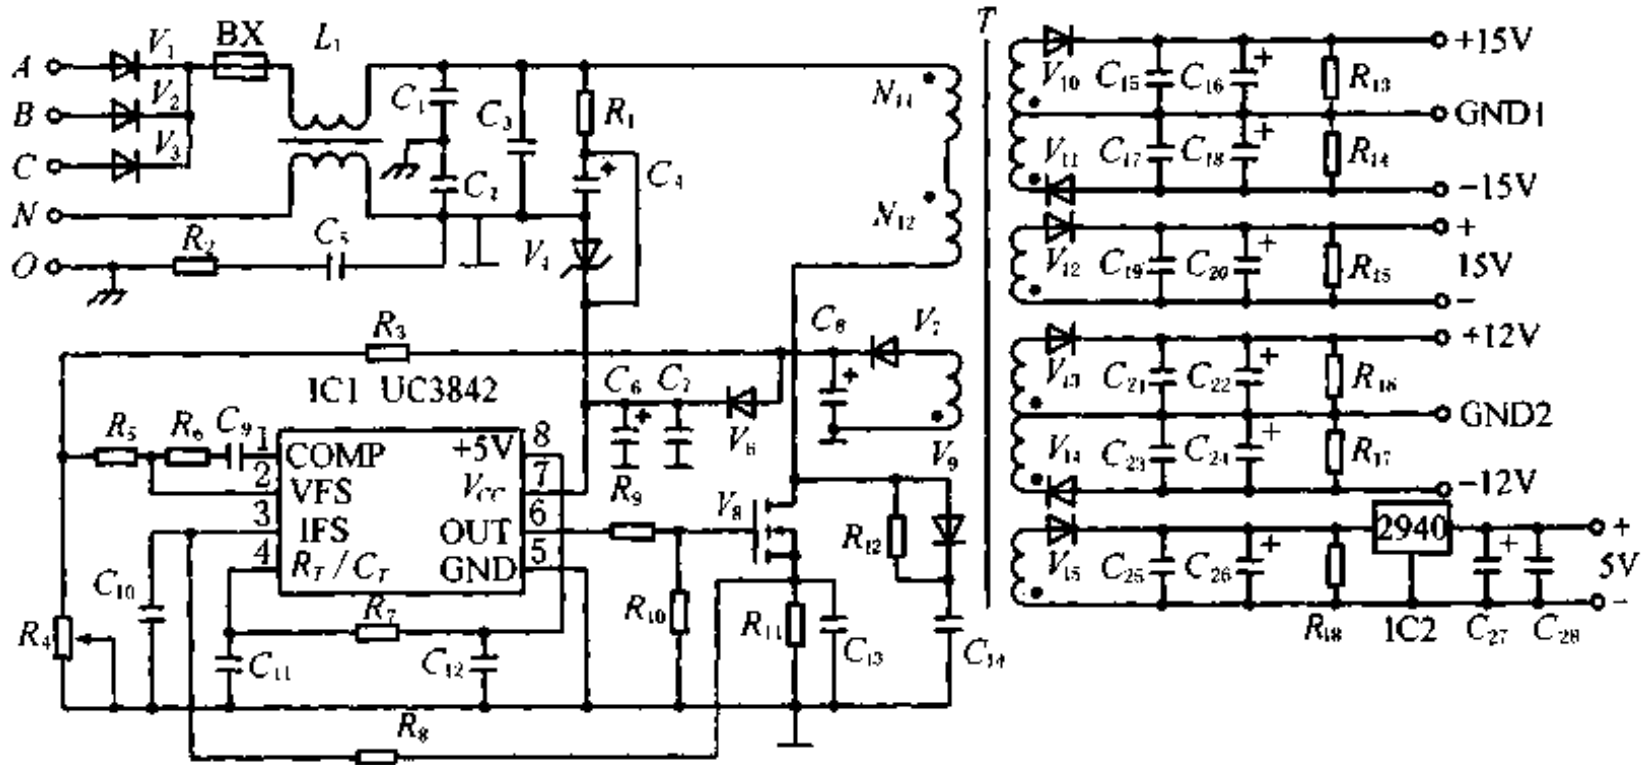 A
B
C
N
O
V₁
V₂
V₃
BX
L₁
C₁
C₂
C₃
R₁
C₄
R₂
C₅
V₄
N₁₁
N₁₂
T
R₃
C₈
V₇
IC1 UC3842
C₆
C₇
V₆
V₉
R₅
R₆
C₉
1
2
3
4
COMP
VFS
IFS
R_T/C_T
+5V
V_CC
OUT
GND
8
7
6
5
R₉
V₈
R₁₂
C₁₀
R₄
C₁₁
R₇
C₁₂
R₁₀
R₁₁
C₁₃
C₁₄
R₈
V₁₀
C₁₅
C₁₆
+
R₁₃
+15V
GND1
V₁₁
C₁₇
C₁₈
+
R₁₄
−15V
V₁₂
C₁₉
C₂₀
+
R₁₅
+
15V
−
V₁₃
C₂₁
C₂₂
+
R₁₆
+12V
GND2
V₁₄
C₂₃
C₂₄
+
R₁₇
−12V
V₁₅
C₂₅
C₂₆
+
R₁₈
2940
IC2
C₂₇
+
C₂₈
+
5V
−